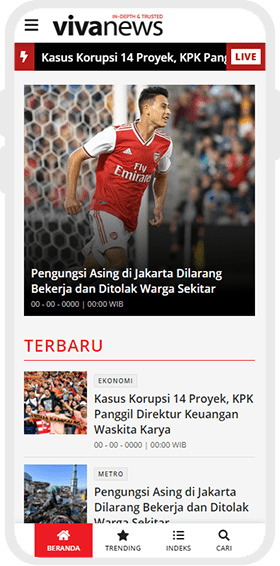 IN-DEPTH & TRUSTED
vivanews
Kasus Korupsi 14 Proyek, KPK Pang
LIVE
Fly Emirates
Pengungsi Asing di Jakarta Dilarang
Bekerja dan Ditolak Warga Sekitar
00 - 00 - 0000 | 00:00 WIB
TERBARU
EKONOMI
Kasus Korupsi 14 Proyek, KPK
Panggil Direktur Keuangan
Waskita Karya
00 - 00 - 0000 | 00:00 WIB
METRO
Pengungsi Asing di Jakarta
Dilarang Bekerja dan Ditolak
Warga Sekitar
BERANDA
TRENDING
INDEKS
CARI